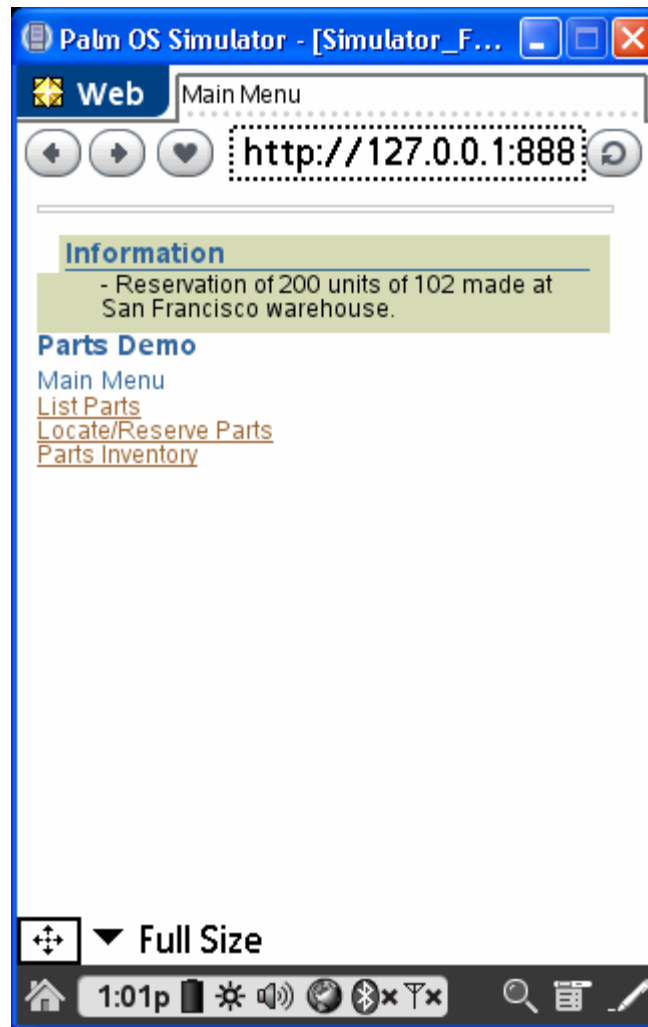 Palm OS Simulator - [Simulator_F...
Web
Main Menu
http://127.0.0.1:888
Information
- Reservation of 200 units of 102 made at
San Francisco warehouse.
Parts Demo
Main Menu
List Parts
Locate/Reserve Parts
Parts Inventory
Full Size
1:01p